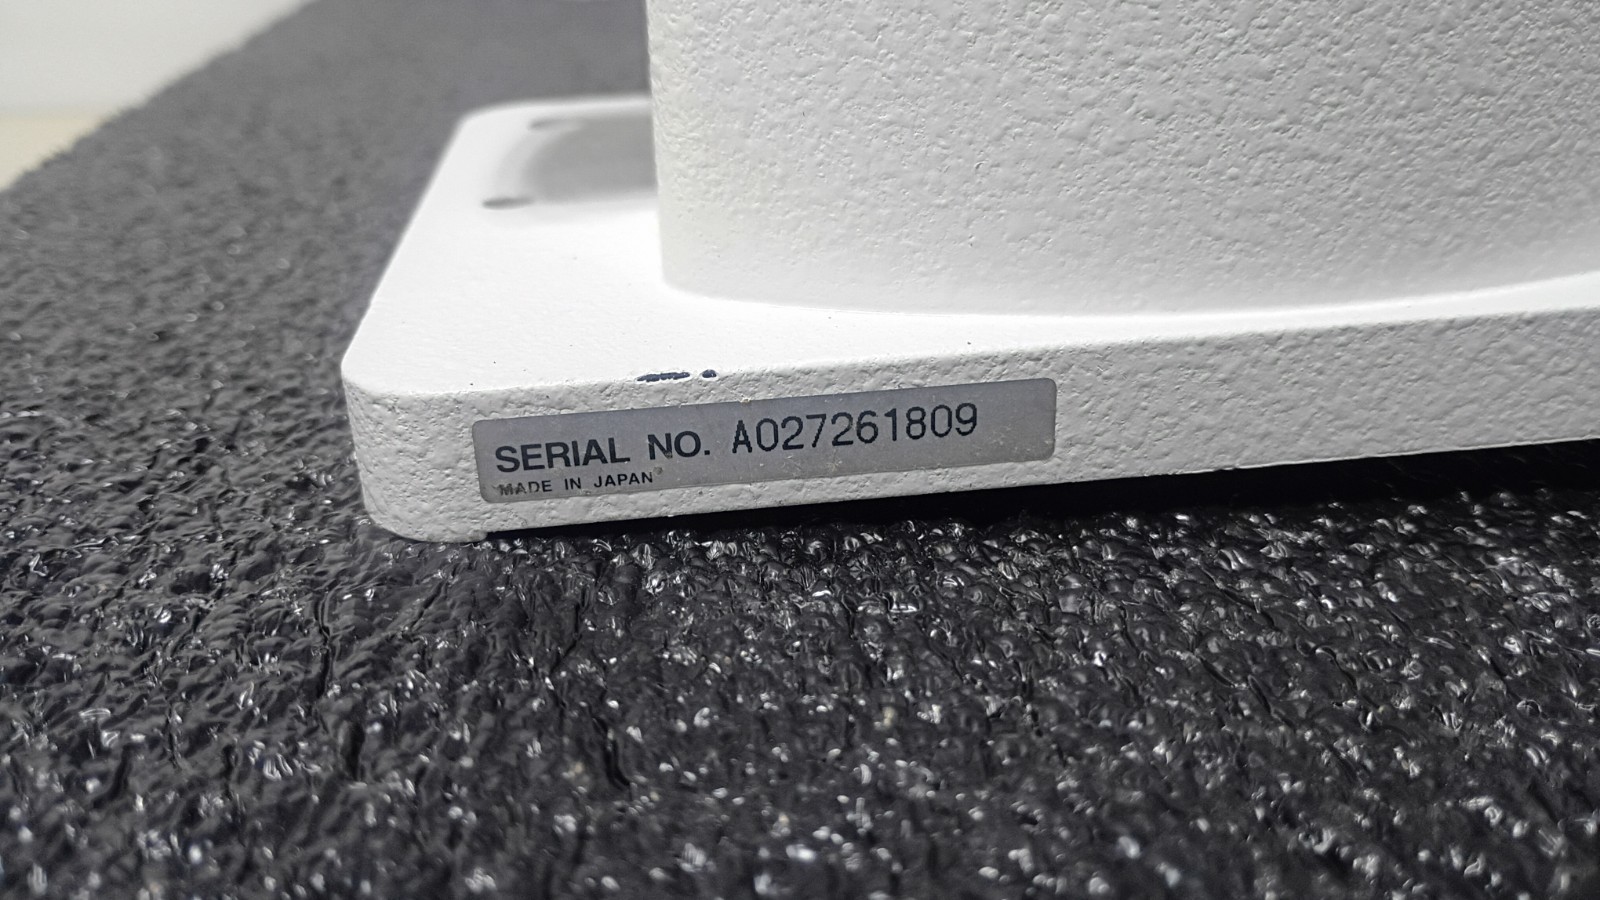 SERIAL NO. A027261809
MADE IN JAPAN